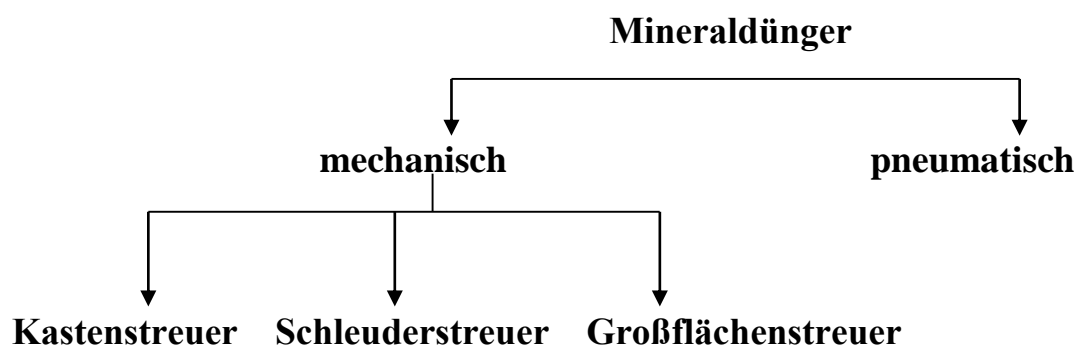 Mineraldünger
mechanisch pneumatisch
Kastenstreuer Schleuderstreuer Großflächenstreuer